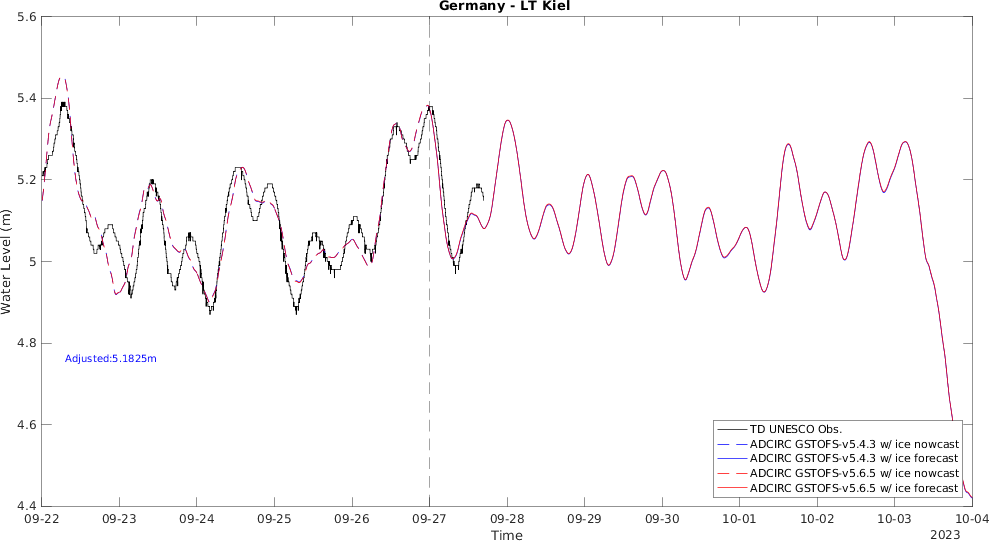 Germany - LT Kiel
5.6
5.4
5.2
5
4.8
4.6
4.4
Water Level (m)
Adjusted:5.1825m
TD UNESCO Obs.
ADCIRC GSTOFS-v5.4.3 w/ ice nowcast
ADCIRC GSTOFS-v5.4.3 w/ ice forecast
ADCIRC GSTOFS-v5.6.5 w/ ice nowcast
ADCIRC GSTOFS-v5.6.5 w/ ice forecast
09-22 09-23 09-24 09-25 09-26 09-27 09-28 09-29 09-30 10-01 10-02 10-03 10-04
Time
2023